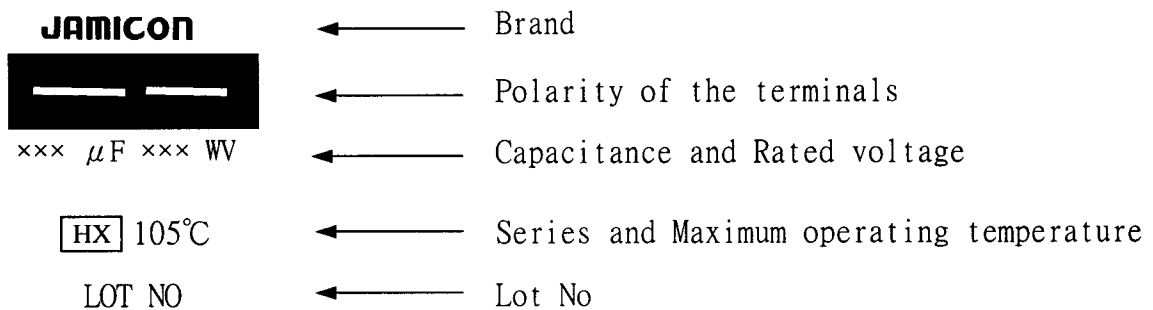 JAMICON Brand
Polarity of the terminals
××× μF ××× WV Capacitance and Rated voltage
HX 105℃ Series and Maximum operating temperature
LOT NO Lot No